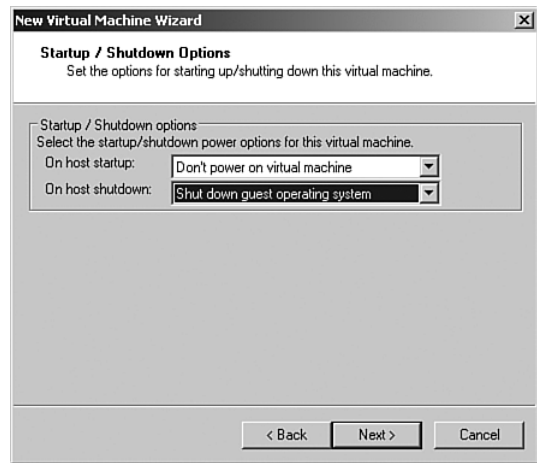 New Virtual Machine Wizard
Startup / Shutdown Options
Set the options for starting up/shutting down this virtual machine.
Startup / Shutdown options
Select the startup/shutdown power options for this virtual machine.
On host startup: Don't power on virtual machine
On host shutdown: Shut down guest operating system
< Back Next > Cancel